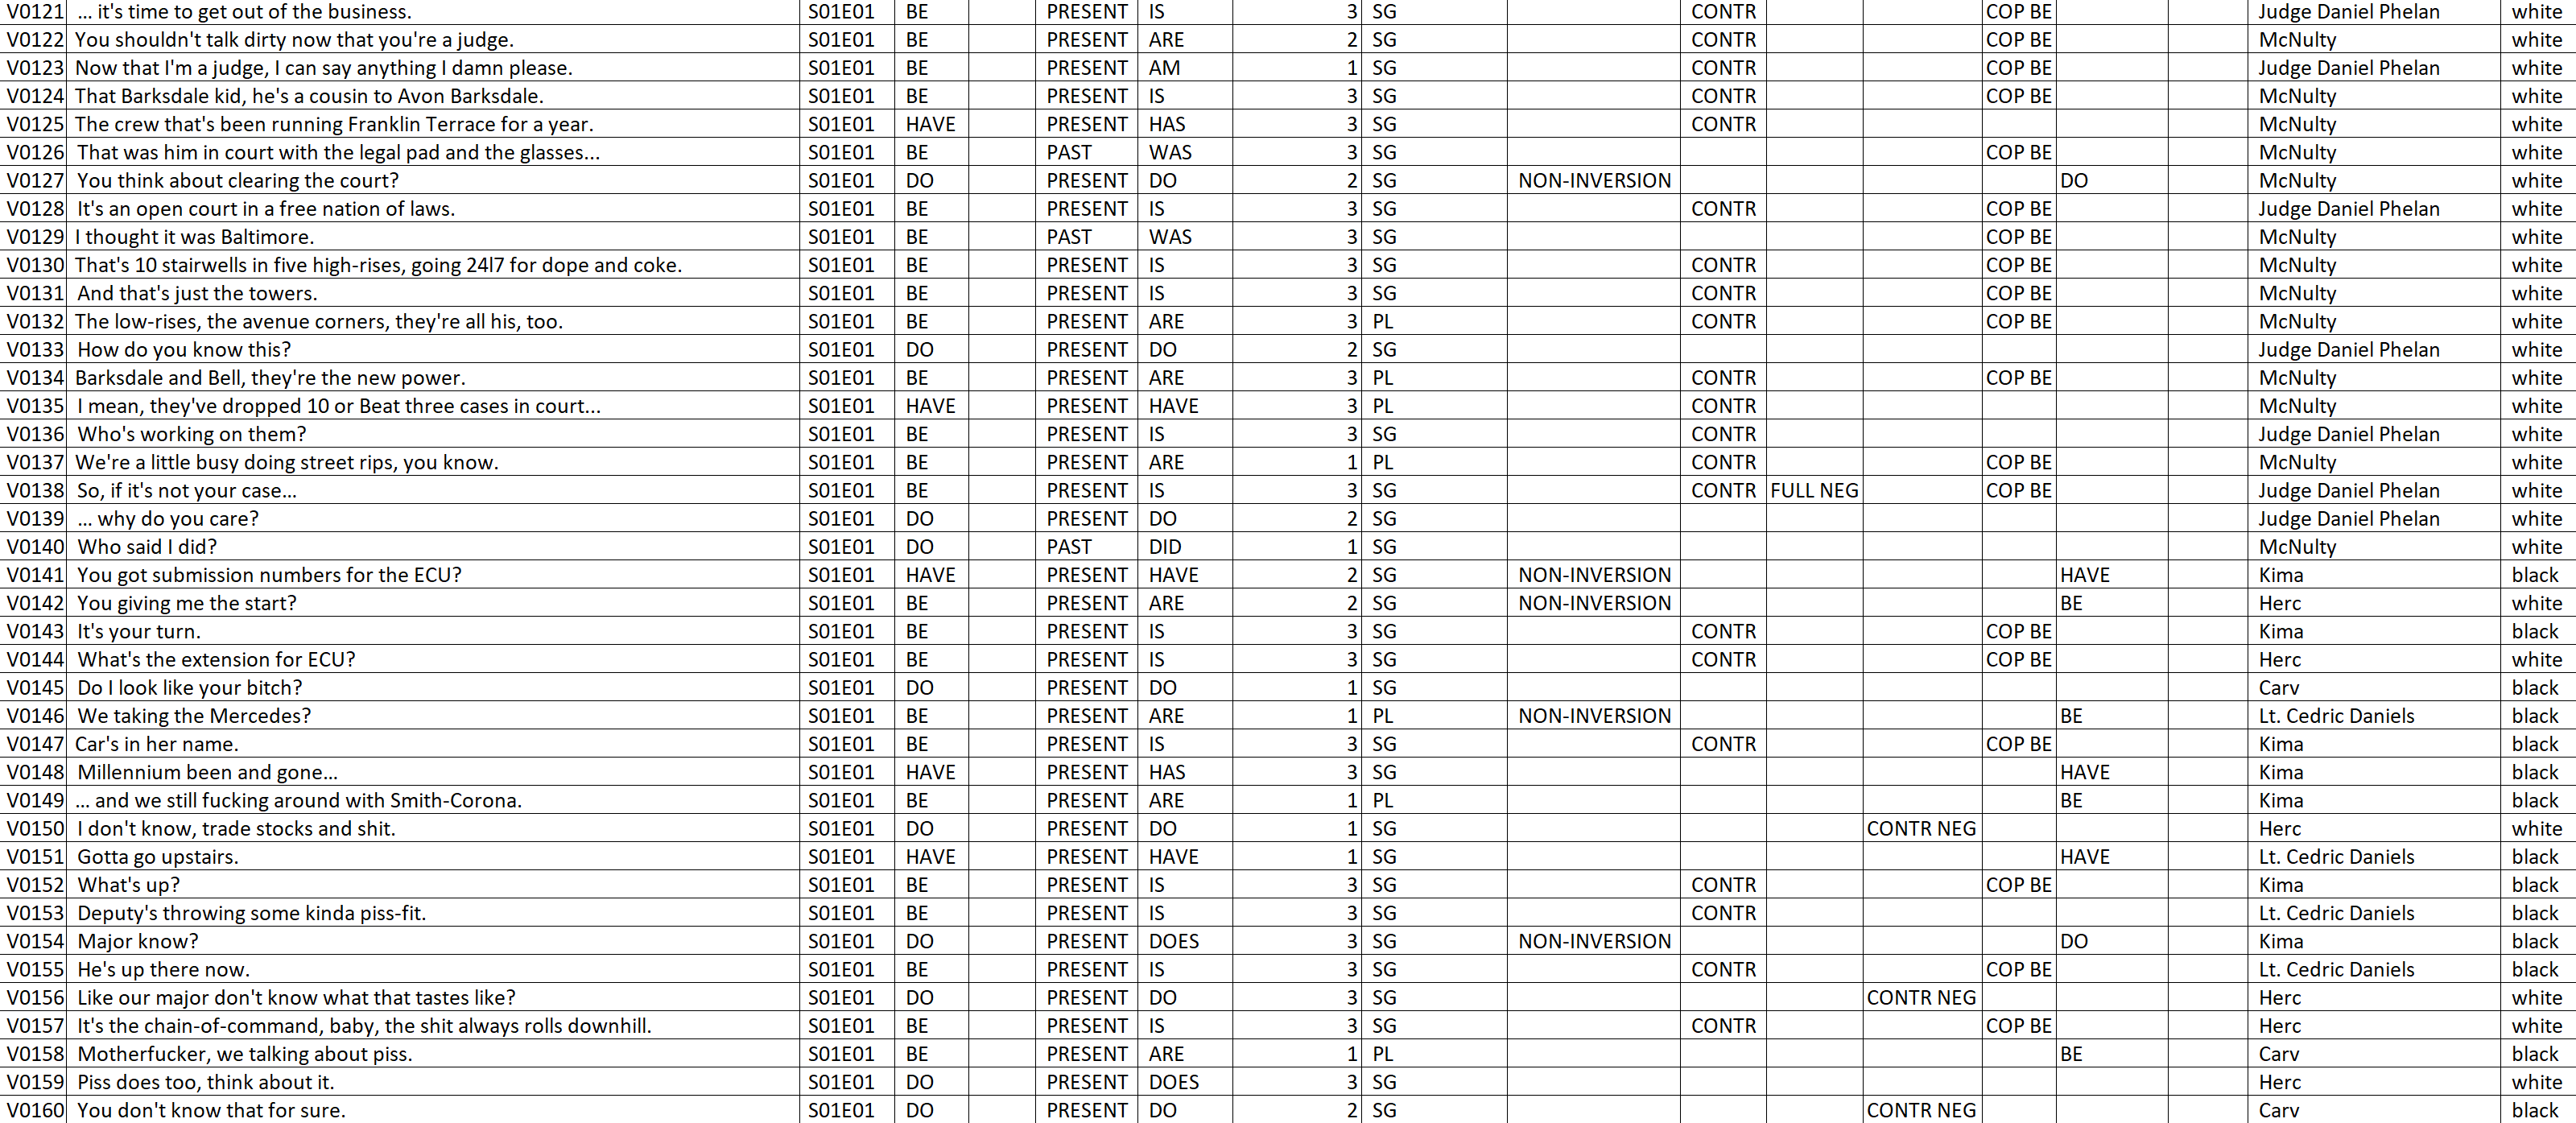 V0121 ... it's time to get out of the business. S01E01 BE PRESENT IS 3 SG CONTR COP BE Judge Daniel Phelan white
V0122 You shouldn't talk dirty now that you're a judge. S01E01 BE PRESENT ARE 2 SG CONTR COP BE McNulty white
V0123 Now that I'm a judge, I can say anything I damn please. S01E01 BE PRESENT AM 1 SG CONTR COP BE Judge Daniel Phelan white
V0124 That Barksdale kid, he's a cousin to Avon Barksdale. S01E01 BE PRESENT IS 3 SG CONTR COP BE McNulty white
V0125 The crew that's been running Franklin Terrace for a year. S01E01 HAVE PRESENT HAS 3 SG CONTR McNulty white
V0126 That was him in court with the legal pad and the glasses... S01E01 BE PAST WAS 3 SG COP BE McNulty white
V0127 You think about clearing the court? S01E01 DO PRESENT DO 2 SG NON-INVERSION DO McNulty white
V0128 It's an open court in a free nation of laws. S01E01 BE PRESENT IS 3 SG CONTR COP BE Judge Daniel Phelan white
V0129 I thought it was Baltimore. S01E01 BE PAST WAS 3 SG COP BE McNulty white
V0130 That's 10 stairwells in five high-rises, going 24l7 for dope and coke. S01E01 BE PRESENT IS 3 SG CONTR COP BE McNulty white
V0131 And that's just the towers. S01E01 BE PRESENT IS 3 SG CONTR COP BE McNulty white
V0132 The low-rises, the avenue corners, they're all his, too. S01E01 BE PRESENT ARE 3 PL CONTR COP BE McNulty white
V0133 How do you know this? S01E01 DO PRESENT DO 2 SG Judge Daniel Phelan white
V0134 Barksdale and Bell, they're the new power. S01E01 BE PRESENT ARE 3 PL CONTR COP BE McNulty white
V0135 I mean, they've dropped 10 or Beat three cases in court... S01E01 HAVE PRESENT HAVE 3 PL CONTR McNulty white
V0136 Who's working on them? S01E01 BE PRESENT IS 3 SG CONTR Judge Daniel Phelan white
V0137 We're a little busy doing street rips, you know. S01E01 BE PRESENT ARE 1 PL CONTR COP BE McNulty white
V0138 So, if it's not your case... S01E01 BE PRESENT IS 3 SG CONTR FULL NEG COP BE Judge Daniel Phelan white
V0139 ... why do you care? S01E01 DO PRESENT DO 2 SG Judge Daniel Phelan white
V0140 Who said I did? S01E01 DO PAST DID 1 SG McNulty white
V0141 You got submission numbers for the ECU? S01E01 HAVE PRESENT HAVE 2 SG NON-INVERSION HAVE Kima black
V0142 You giving me the start? S01E01 BE PRESENT ARE 2 SG NON-INVERSION BE Herc white
V0143 It's your turn. S01E01 BE PRESENT IS 3 SG CONTR COP BE Kima black
V0144 What's the extension for ECU? S01E01 BE PRESENT IS 3 SG CONTR COP BE Herc white
V0145 Do I look like your bitch? S01E01 DO PRESENT DO 1 SG Carv black
V0146 We taking the Mercedes? S01E01 BE PRESENT ARE 1 PL NON-INVERSION BE Lt. Cedric Daniels black
V0147 Car's in her name. S01E01 BE PRESENT IS 3 SG CONTR COP BE Kima black
V0148 Millennium been and gone... S01E01 HAVE PRESENT HAS 3 SG HAVE Kima black
V0149 ... and we still fucking around with Smith-Corona. S01E01 BE PRESENT ARE 1 PL BE Kima black
V0150 I don't know, trade stocks and shit. S01E01 DO PRESENT DO 1 SG CONTR NEG Herc white
V0151 Gotta go upstairs. S01E01 HAVE PRESENT HAVE 1 SG HAVE Lt. Cedric Daniels black
V0152 What's up? S01E01 BE PRESENT IS 3 SG CONTR COP BE Kima black
V0153 Deputy's throwing some kinda piss-fit. S01E01 BE PRESENT IS 3 SG CONTR Lt. Cedric Daniels black
V0154 Major know? S01E01 DO PRESENT DOES 3 SG NON-INVERSION DO Kima black
V0155 He's up there now. S01E01 BE PRESENT IS 3 SG CONTR COP BE Lt. Cedric Daniels black
V0156 Like our major don't know what that tastes like? S01E01 DO PRESENT DO 3 SG CONTR NEG Herc white
V0157 It's the chain-of-command, baby, the shit always rolls downhill. S01E01 BE PRESENT IS 3 SG CONTR COP BE Herc white
V0158 Motherfucker, we talking about piss. S01E01 BE PRESENT ARE 1 PL BE Carv black
V0159 Piss does too, think about it. S01E01 DO PRESENT DOES 3 SG Herc white
V0160 You don't know that for sure. S01E01 DO PRESENT DO 2 SG CONTR NEG Carv black